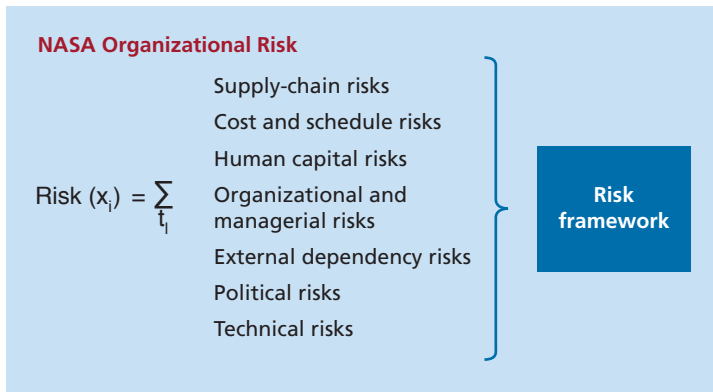 NASA Organizational Risk
Supply-chain risks
Cost and schedule risks
Human capital risks
Risk (xᵢ) = ∑
tₗ
Organizational and
managerial risks
External dependency risks
Political risks
Technical risks
Risk
framework